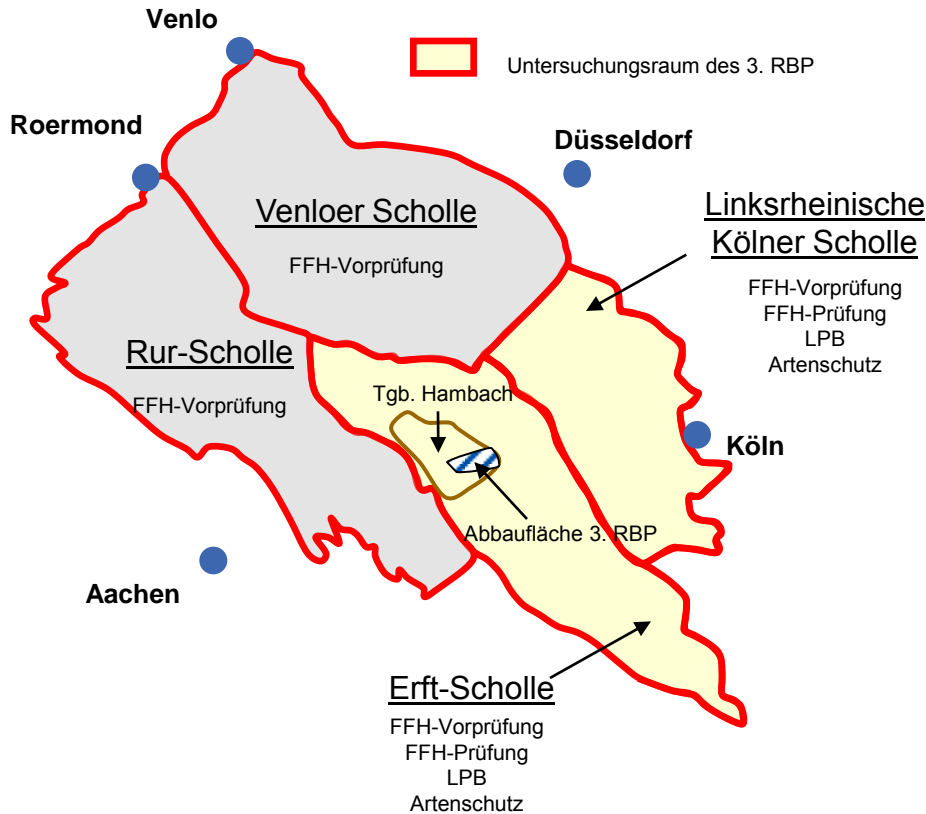 Venlo
Untersuchungsraum des 3. RBP
Roermond
Düsseldorf
Venloer Scholle
FFH-Vorprüfung
Linksrheinische
Kölner Scholle
FFH-Vorprüfung
FFH-Prüfung
LPB
Artenschutz
Rur-Scholle
FFH-Vorprüfung
Tgb. Hambach
Köln
Abbaufläche 3. RBP
Aachen
Erft-Scholle
FFH-Vorprüfung
FFH-Prüfung
LPB
Artenschutz